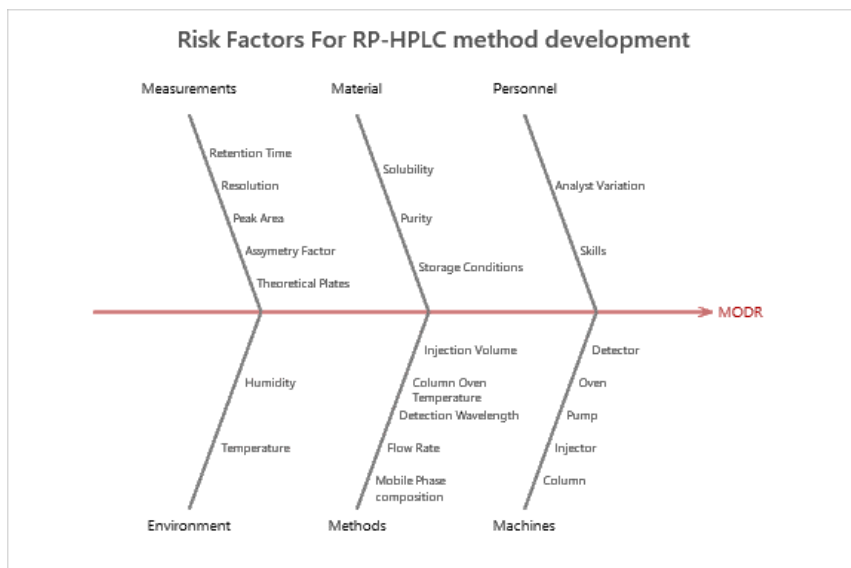 Risk Factors For RP-HPLC method development
Measurements
Material
Personnel
Retention Time
Resolution
Peak Area
Assymetry Factor
Theoretical Plates
Solubility
Purity
Storage Conditions
Analyst Variation
Skills
MODR
Humidity
Temperature
Injection Volume
Column Oven
Temperature
Detection Wavelength
Flow Rate
Mobile Phase
composition
Detector
Oven
Pump
Injector
Column
Environment
Methods
Machines